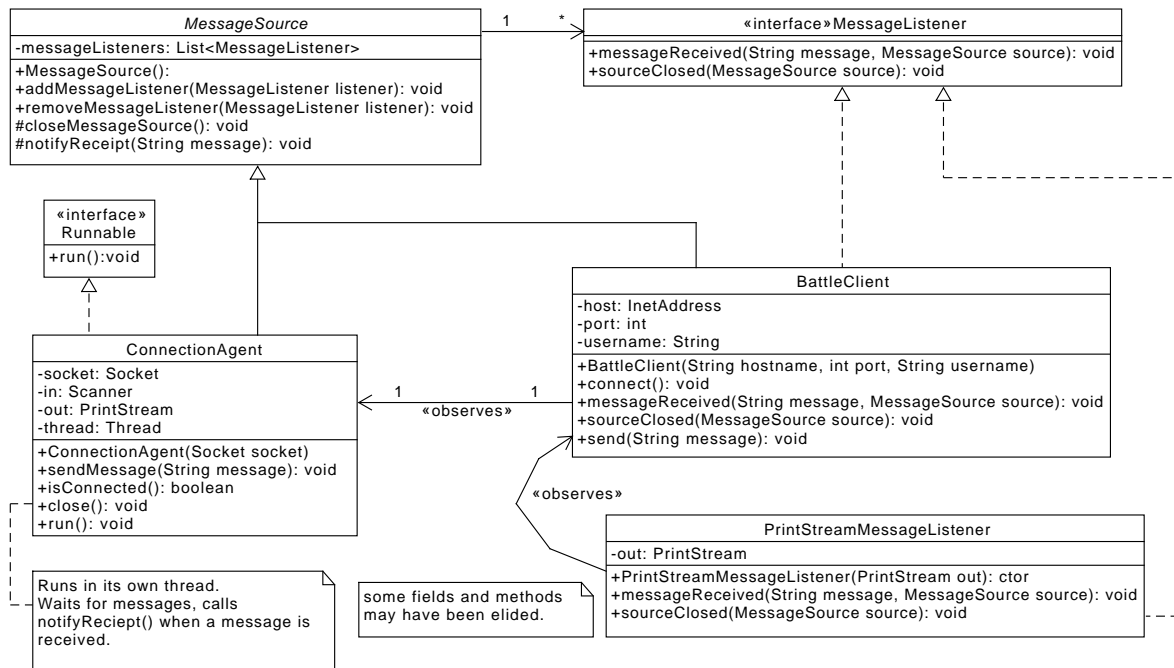 MessageSource
-messageListeners: List<MessageListener>
+MessageSource():
+addMessageListener(MessageListener listener): void
+removeMessageListener(MessageListener listener): void
#closeMessageSource(): void
#notifyReceipt(String message): void
1
*
«interface»MessageListener
+messageReceived(String message, MessageSource source): void
+sourceClosed(MessageSource source): void
«interface»
Runnable
+run():void
ConnectionAgent
-socket: Socket
-in: Scanner
-out: PrintStream
-thread: Thread
+ConnectionAgent(Socket socket)
+sendMessage(String message): void
+isConnected(): boolean
+close(): void
+run(): void
1
1
«observes»
BattleClient
-host: InetAddress
-port: int
-username: String
+BattleClient(String hostname, int port, String username)
+connect(): void
+messageReceived(String message, MessageSource source): void
+sourceClosed(MessageSource source): void
+send(String message): void
«observes»
PrintStreamMessageListener
-out: PrintStream
+PrintStreamMessageListener(PrintStream out): ctor
+messageReceived(String message, MessageSource source): void
+sourceClosed(MessageSource source): void
Runs in its own thread.
Waits for messages, calls
notifyReciept() when a message is
received.
some fields and methods
may have been elided.